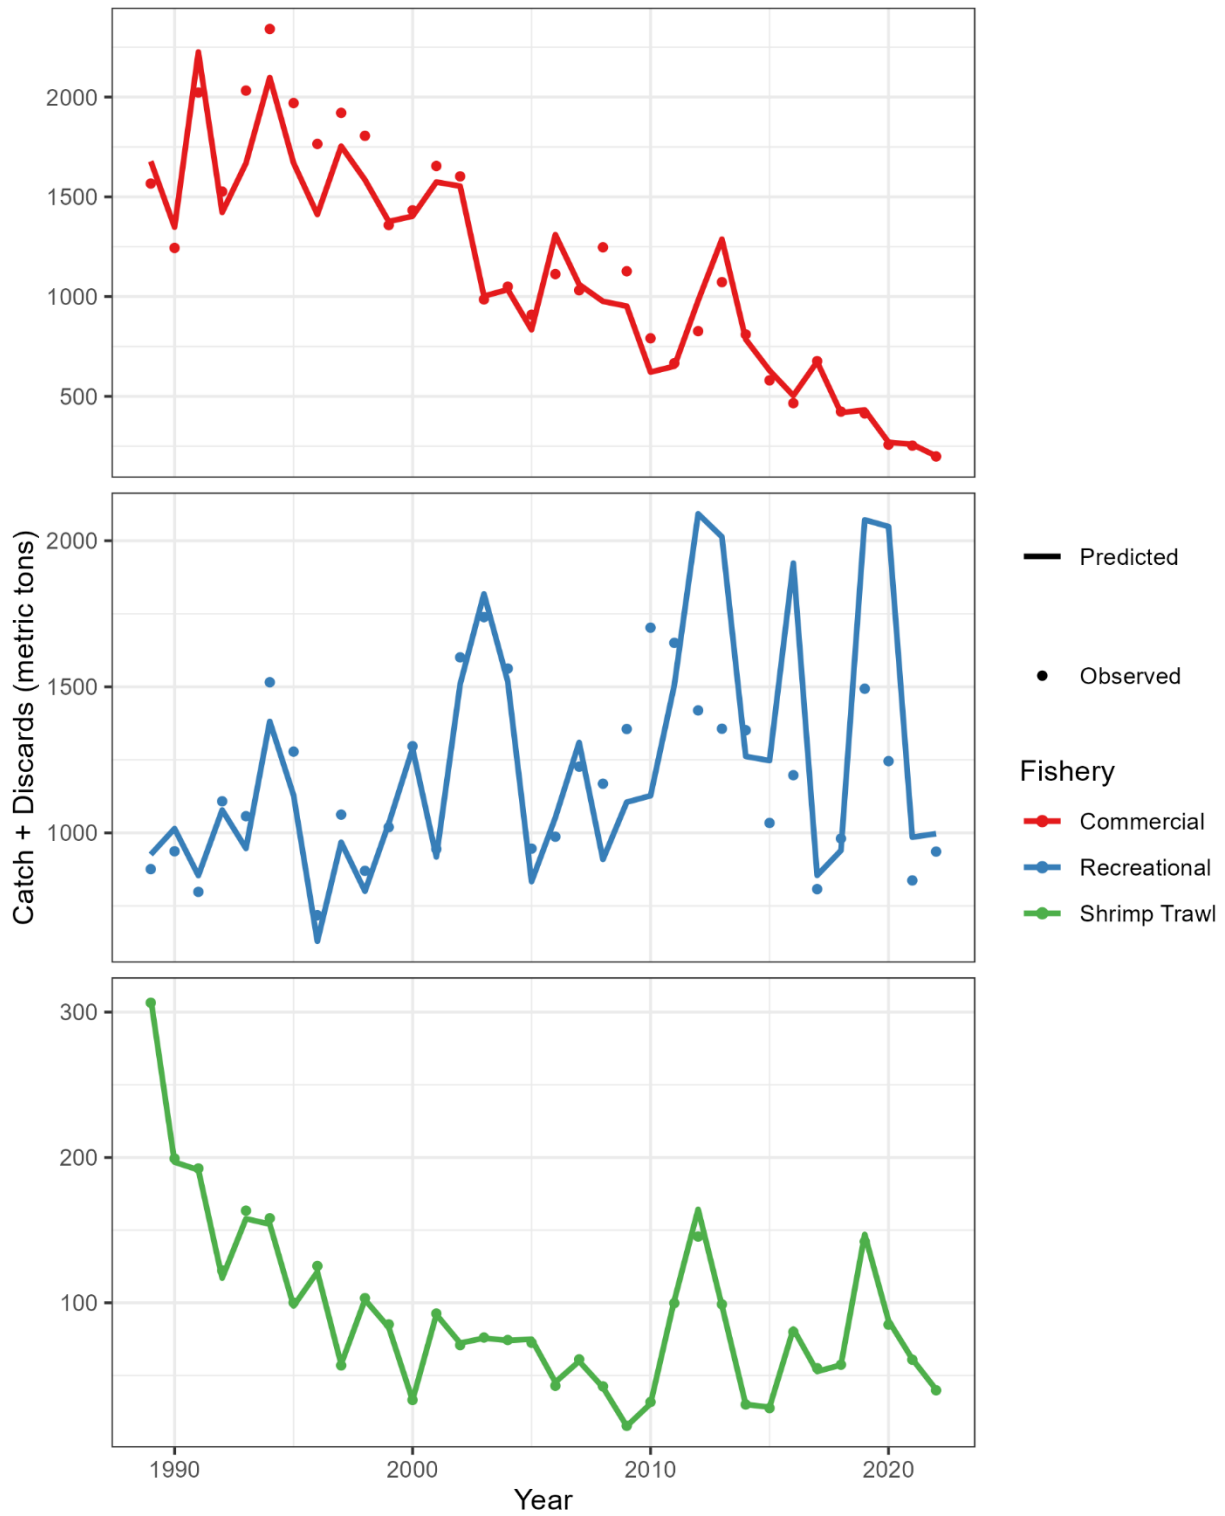 2000
1500
1000
500
Catch + Discards (metric tons)
2000
1500
1000
300
200
100
1990
2000
2010
2020
Year
Predicted
Observed
Fishery
Commercial
Recreational
Shrimp Trawl